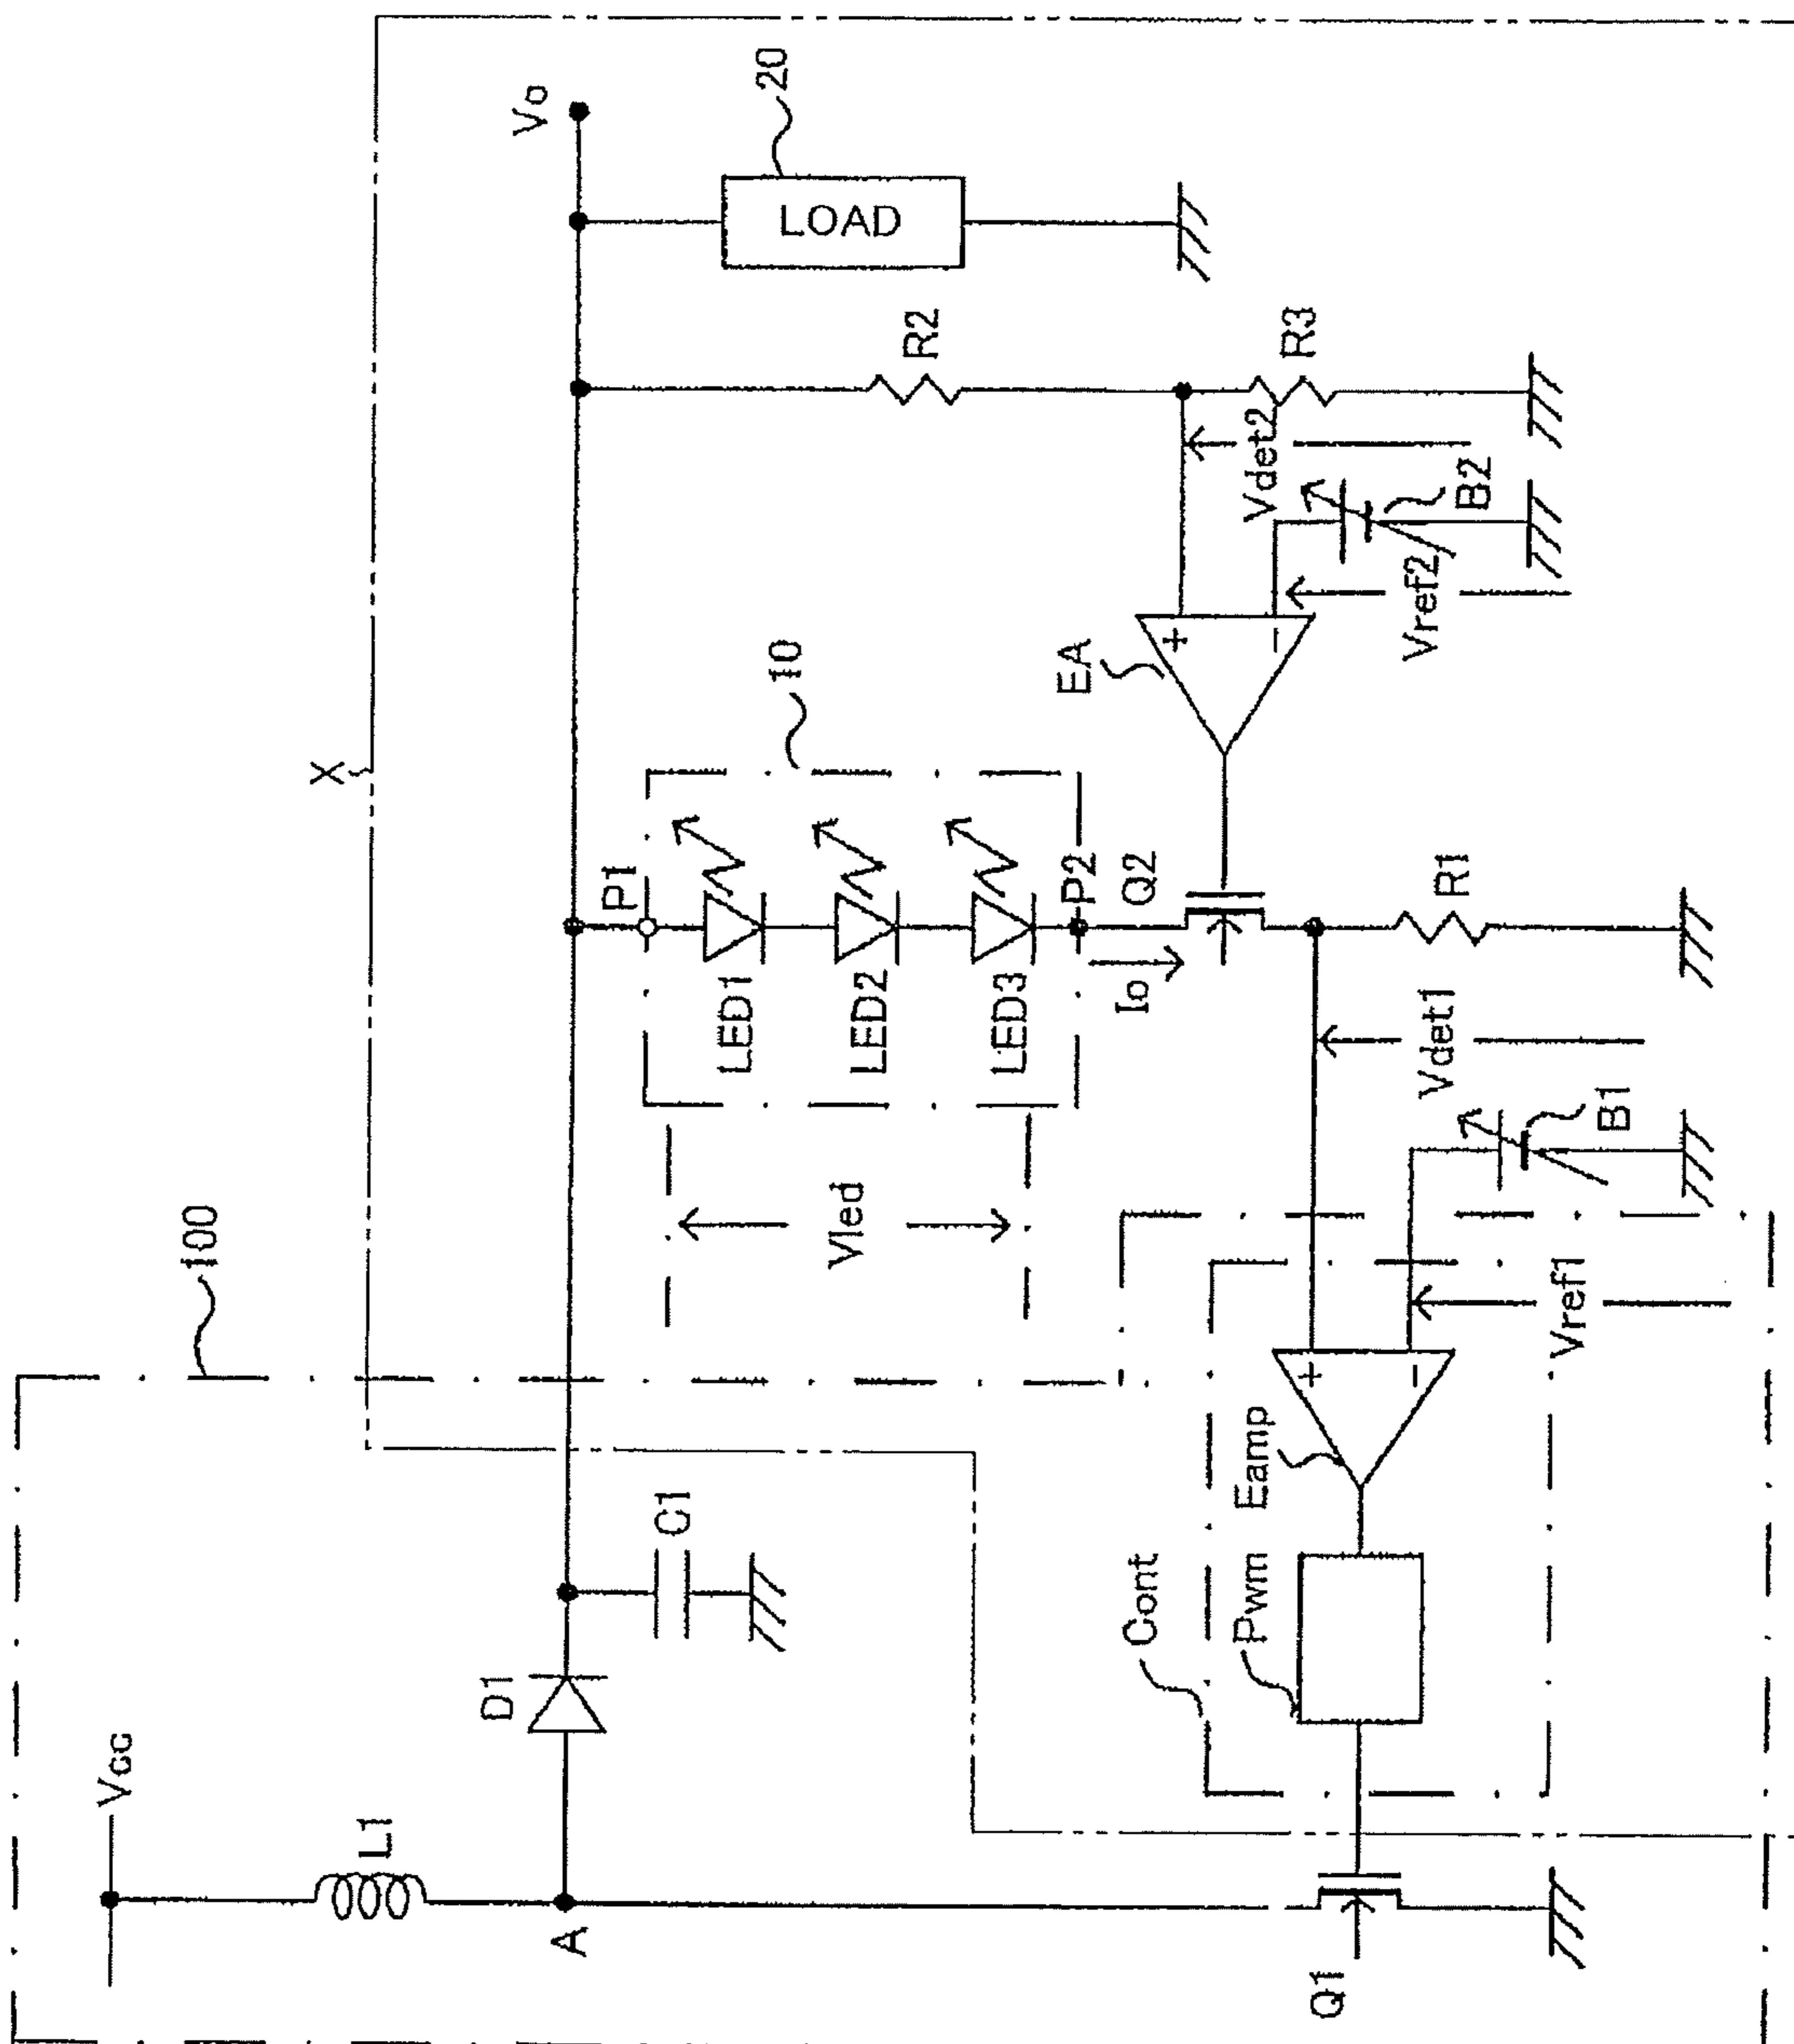 100
X
Vcc
L1
A
D1
C1
Vo
20
LOAD
R2
R3
Vdet2
B2
Vref2
EA
10
P1
LED1
LED2
LED3
Vled
P2
Q2
Io
R1
Vdet1
B1
Vref1
+
−
+
−
Eamp
Pwm
Cont
Q1